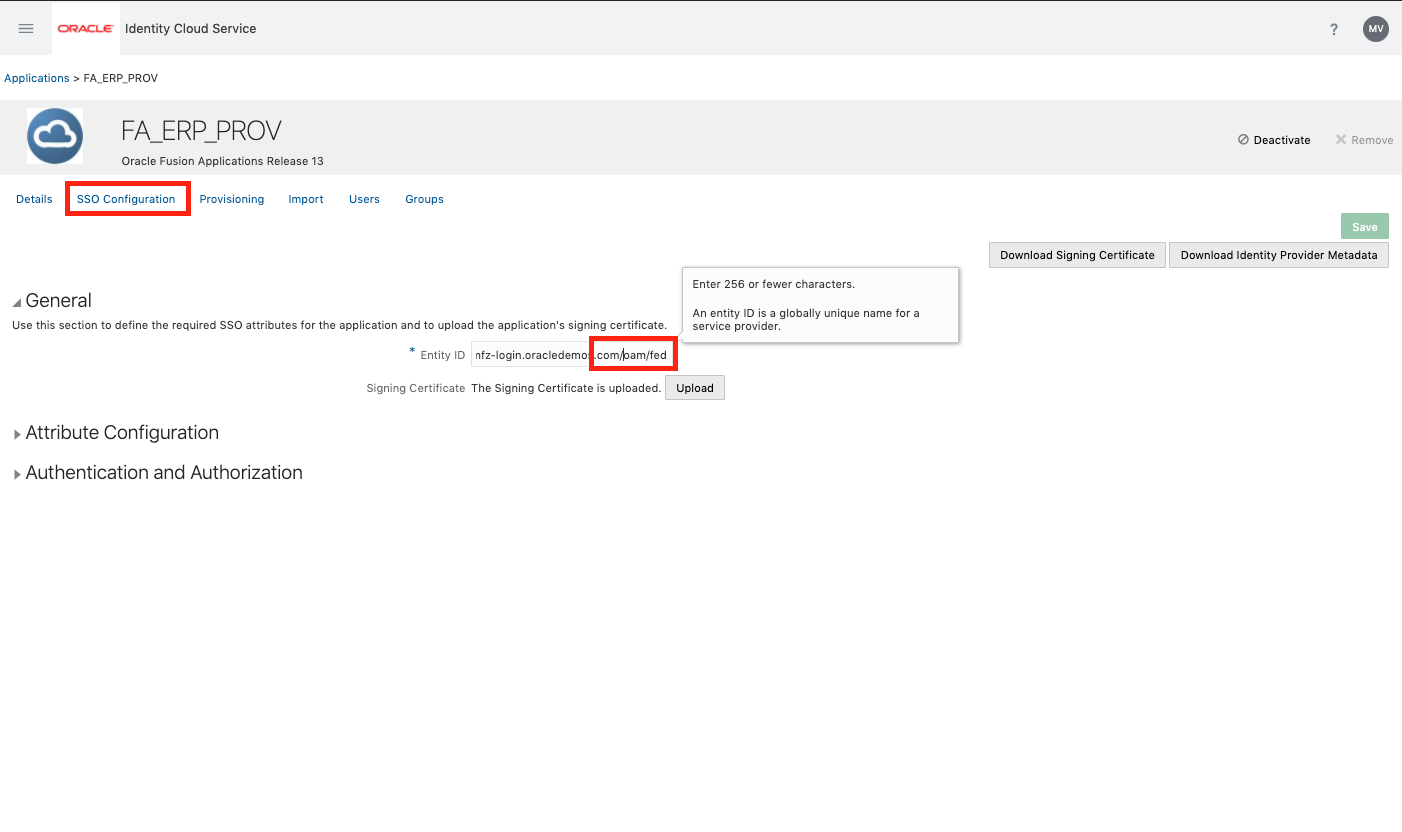 ORACLE Identity Cloud Service ? MV
Applications > FA_ERP_PROV
FA_ERP_PROV
Oracle Fusion Applications Release 13
Deactivate Remove
Details SSO Configuration Provisioning Import Users Groups
Save
Download Signing Certificate Download Identity Provider Metadata
Enter 256 or fewer characters.
An entity ID is a globally unique name for a
service provider.
General
Use this section to define the required SSO attributes for the application and to upload the application's signing certificate.
* Entity ID nfz-login.oracledemos.com/oam/fed
Signing Certificate The Signing Certificate is uploaded. Upload
Attribute Configuration
Authentication and Authorization